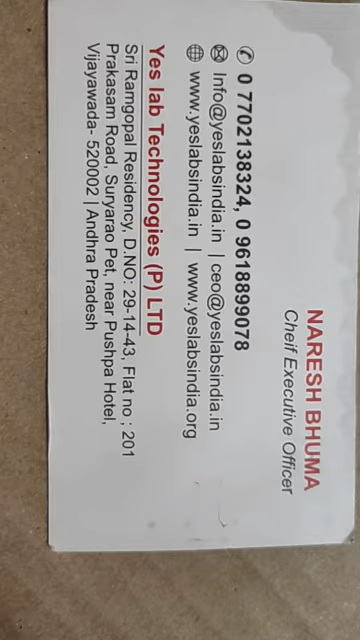 NARESH BHUMA
Cheif Executive Officer
0 7702138324, 0 9618899078
Info@yeslabsindia.in | ceo@yeslabsindia.in
www.yeslabsindia.in | www.yeslabsindia.org
Yes lab Technologies (P) LTD
Sri Ramgopal Residency, D.NO: 29-14-43, Flat no ; 201
Prakasam Road, Suryarao Pet, near Pushpa Hotel,
Vijayawada- 520002 | Andhra Pradesh